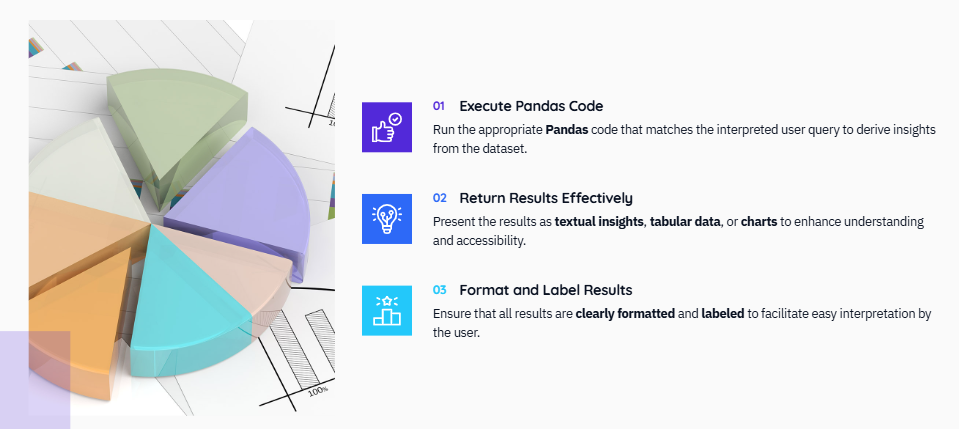 01 Execute Pandas Code
Run the appropriate Pandas code that matches the interpreted user query to derive insights
from the dataset.
02 Return Results Effectively
Present the results as textual insights, tabular data, or charts to enhance understanding
and accessibility.
03 Format and Label Results
Ensure that all results are clearly formatted and labeled to facilitate easy interpretation by
the user.
100%